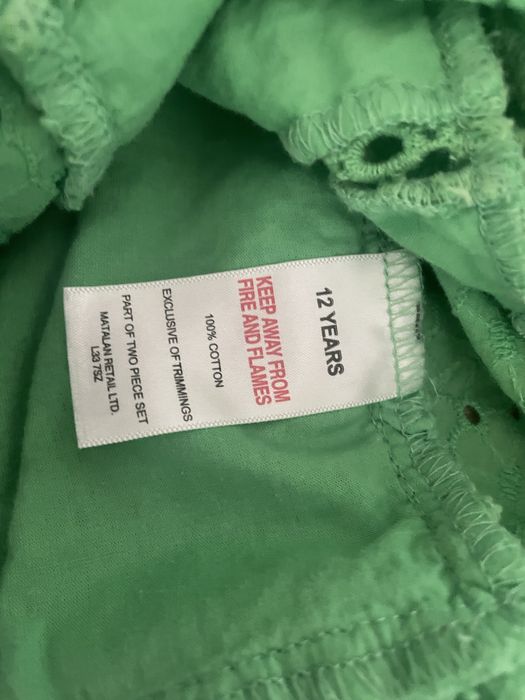 12 YEARS
KEEP AWAY FROM
FIRE AND FLAMES
100% COTTON
EXCLUSIVE OF TRIMMINGS
PART OF TWO PIECE SET
MATALAN RETAIL LTD.
L33 7SZ